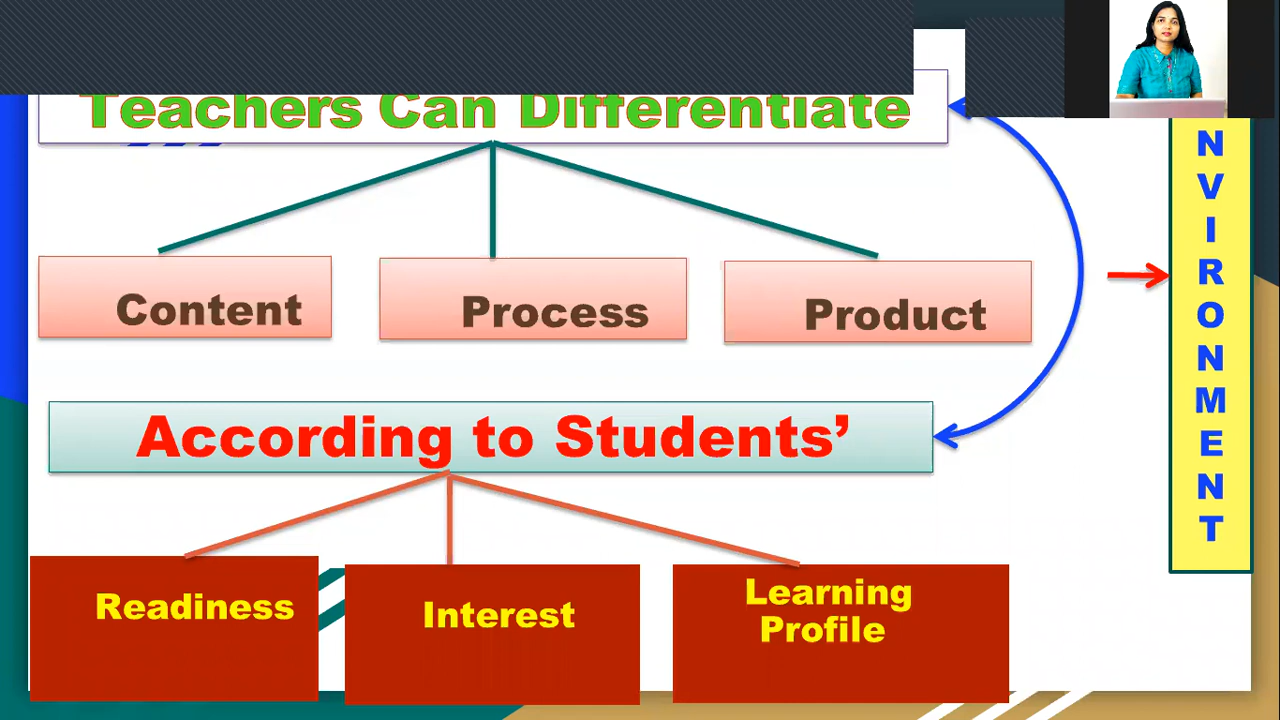 Teachers Can Differentiate
Content
Process
Product
According to Students’
Readiness
Interest
Learning
Profile
N
V
I
R
O
N
M
E
N
T